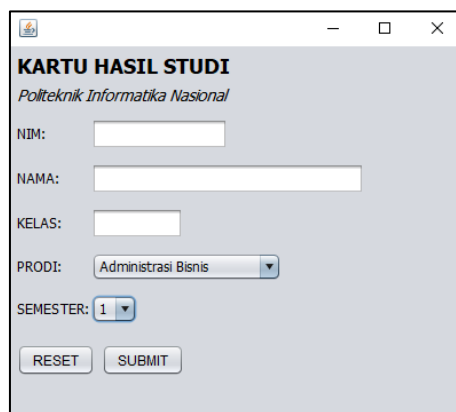 KARTU HASIL STUDI
Politeknik Informatika Nasional
NIM:
NAMA:
KELAS:
PRODI: Administrasi Bisnis
SEMESTER: 1
RESET SUBMIT